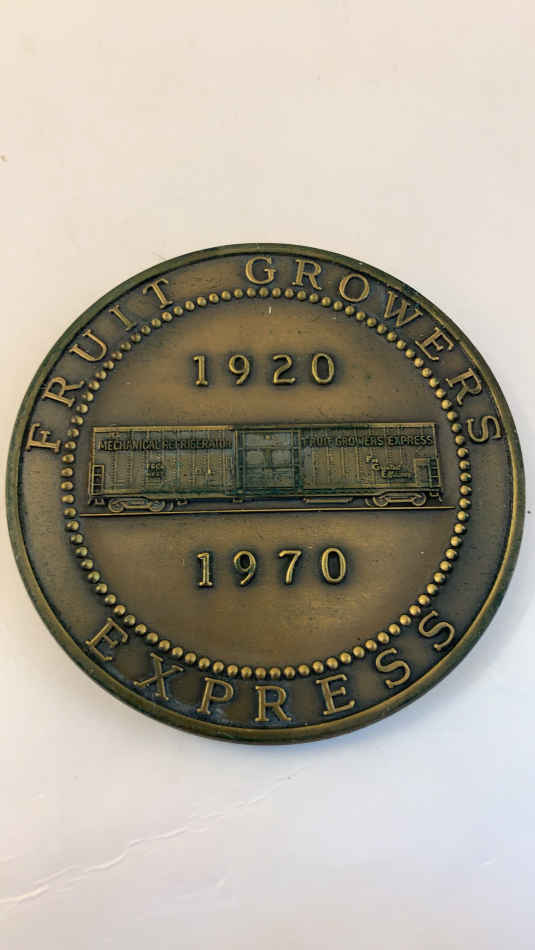 FRUIT GROWERS
1920
MECHANICAL REFRIGERATOR
FRUIT GROWERS EXPRESS
1970
EXPRESS